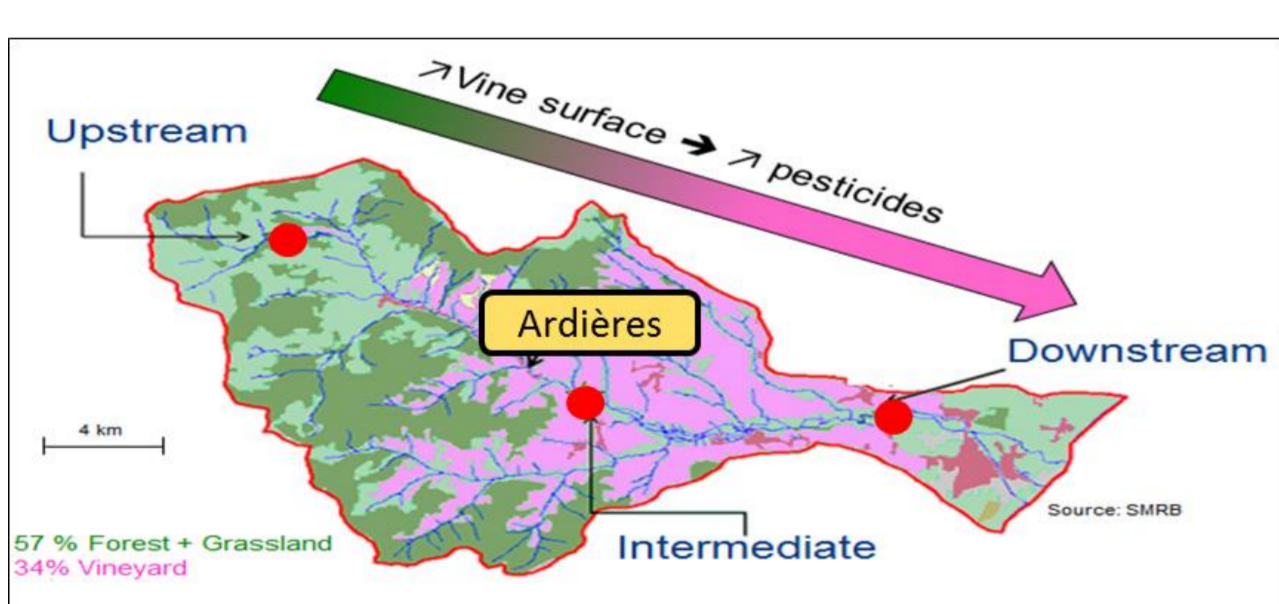 ↗Vine surface ➔ ↗ pesticides
Upstream
Ardières
Downstream
4 km
Source: SMRB
57 % Forest + Grassland
Intermediate
34% Vineyard